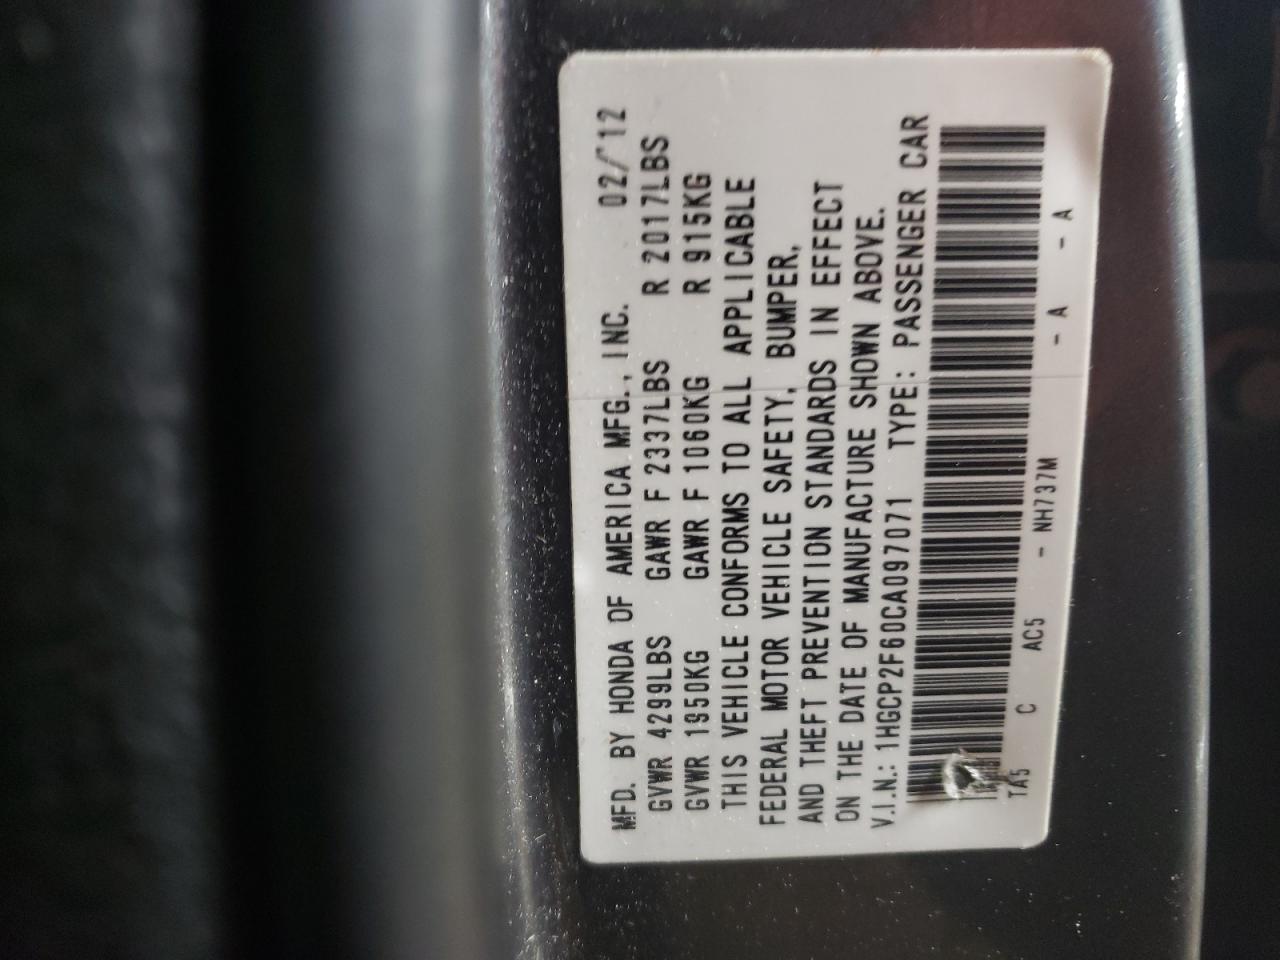 MFD. BY HONDA OF AMERICA MFG., INC. 02/12
GVWR 4299LBS GAWR F 2337LBS R 2017LBS
GVWR 1950KG GAWR F 1060KG R 915KG
THIS VEHICLE CONFORMS TO ALL APPLICABLE
FEDERAL MOTOR VEHICLE SAFETY, BUMPER,
AND THEFT PREVENTION STANDARDS IN EFFECT
ON THE DATE OF MANUFACTURE SHOWN ABOVE.
V.I.N.: 1HGCP2F60CA097071 TYPE: PASSENGER CAR
TA5 C AC5 - NH737M - A - A